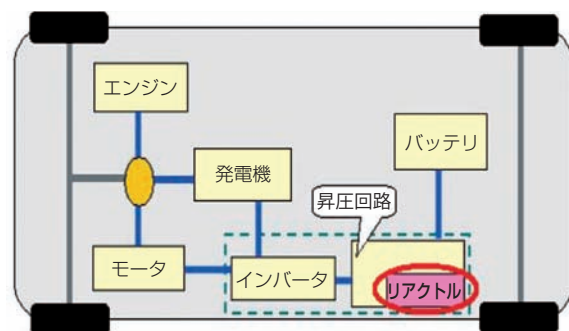 エンジン
バッテリ
発電機
昇圧回路
モータ
インバータ
リアクトル